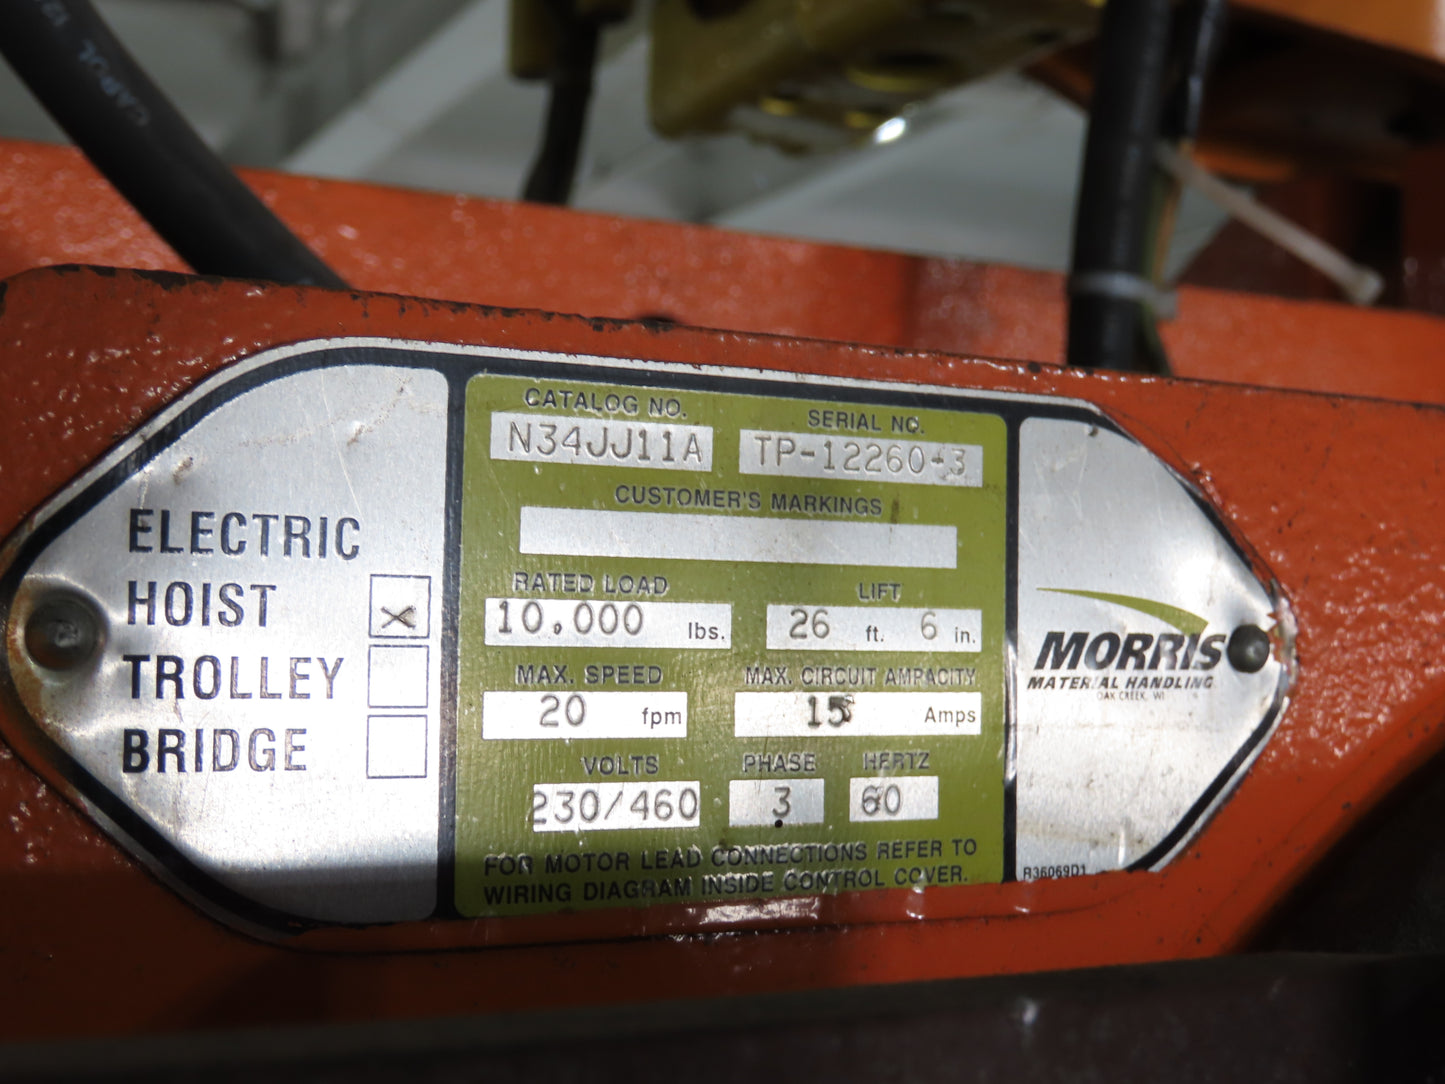 CAROL
ELECTRIC
HOIST X
TROLLEY
BRIDGE
CATALOG NO.
N34JJ11A
SERIAL NO.
TP-12260-3
CUSTOMER'S MARKINGS
RATED LOAD
10,000 lbs.
LIFT
26 ft. 6 in.
MAX. SPEED
20 fpm
MAX. CIRCUIT AMPACITY
15 Amps
VOLTS
230/460
PHASE
3
HERTZ
60
FOR MOTOR LEAD CONNECTIONS REFER TO
WIRING DIAGRAM INSIDE CONTROL COVER.
MORRIS
MATERIAL HANDLING
OAK CREEK, WI
R36069D1